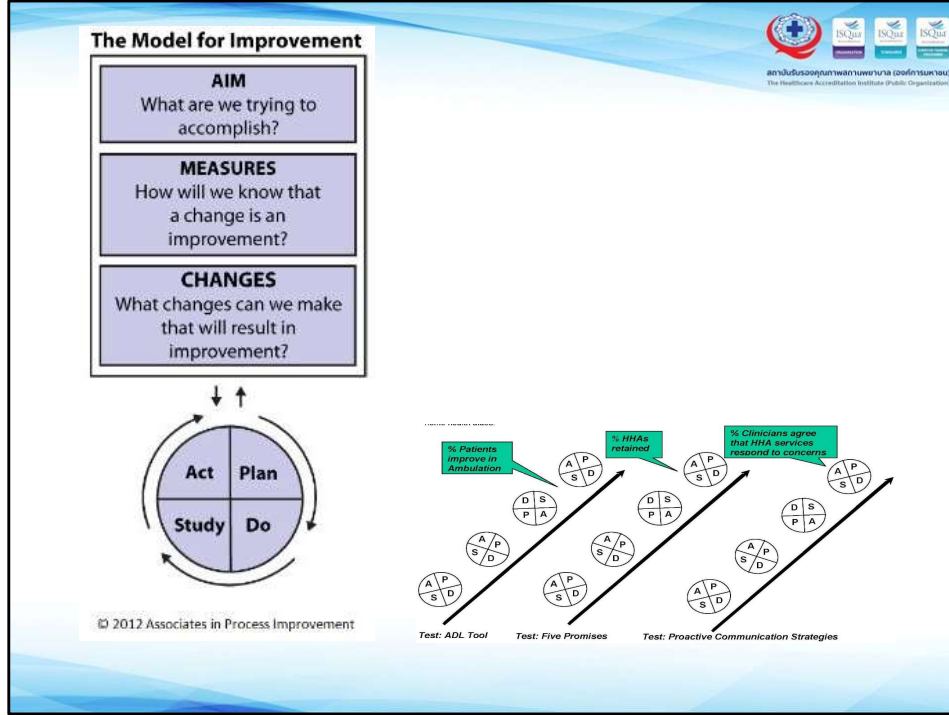 The Model for Improvement
AIM
What are we trying to
accomplish?
MEASURES
How will we know that
a change is an
improvement?
CHANGES
What changes can we make
that will result in
improvement?
Act
Plan
Study
Do
© 2012 Associates in Process Improvement
ISQua
ISQua
ISQua
สถาบันรับรองคุณภาพสถานพยาบาล (องค์การมหาชน)
The Healthcare Accreditation Institute (Public Organization)
% Patients
improve in
Ambulation
A P
S D
D S
P A
A P
S D
A P
S D
Test: ADL Tool
% HHAs
retained
A P
S D
D S
P A
A P
S D
A P
S D
Test: Five Promises
% Clinicians agree
that HHA services
respond to concerns
A P
S D
D S
P A
A P
S D
A P
S D
Test: Proactive Communication Strategies